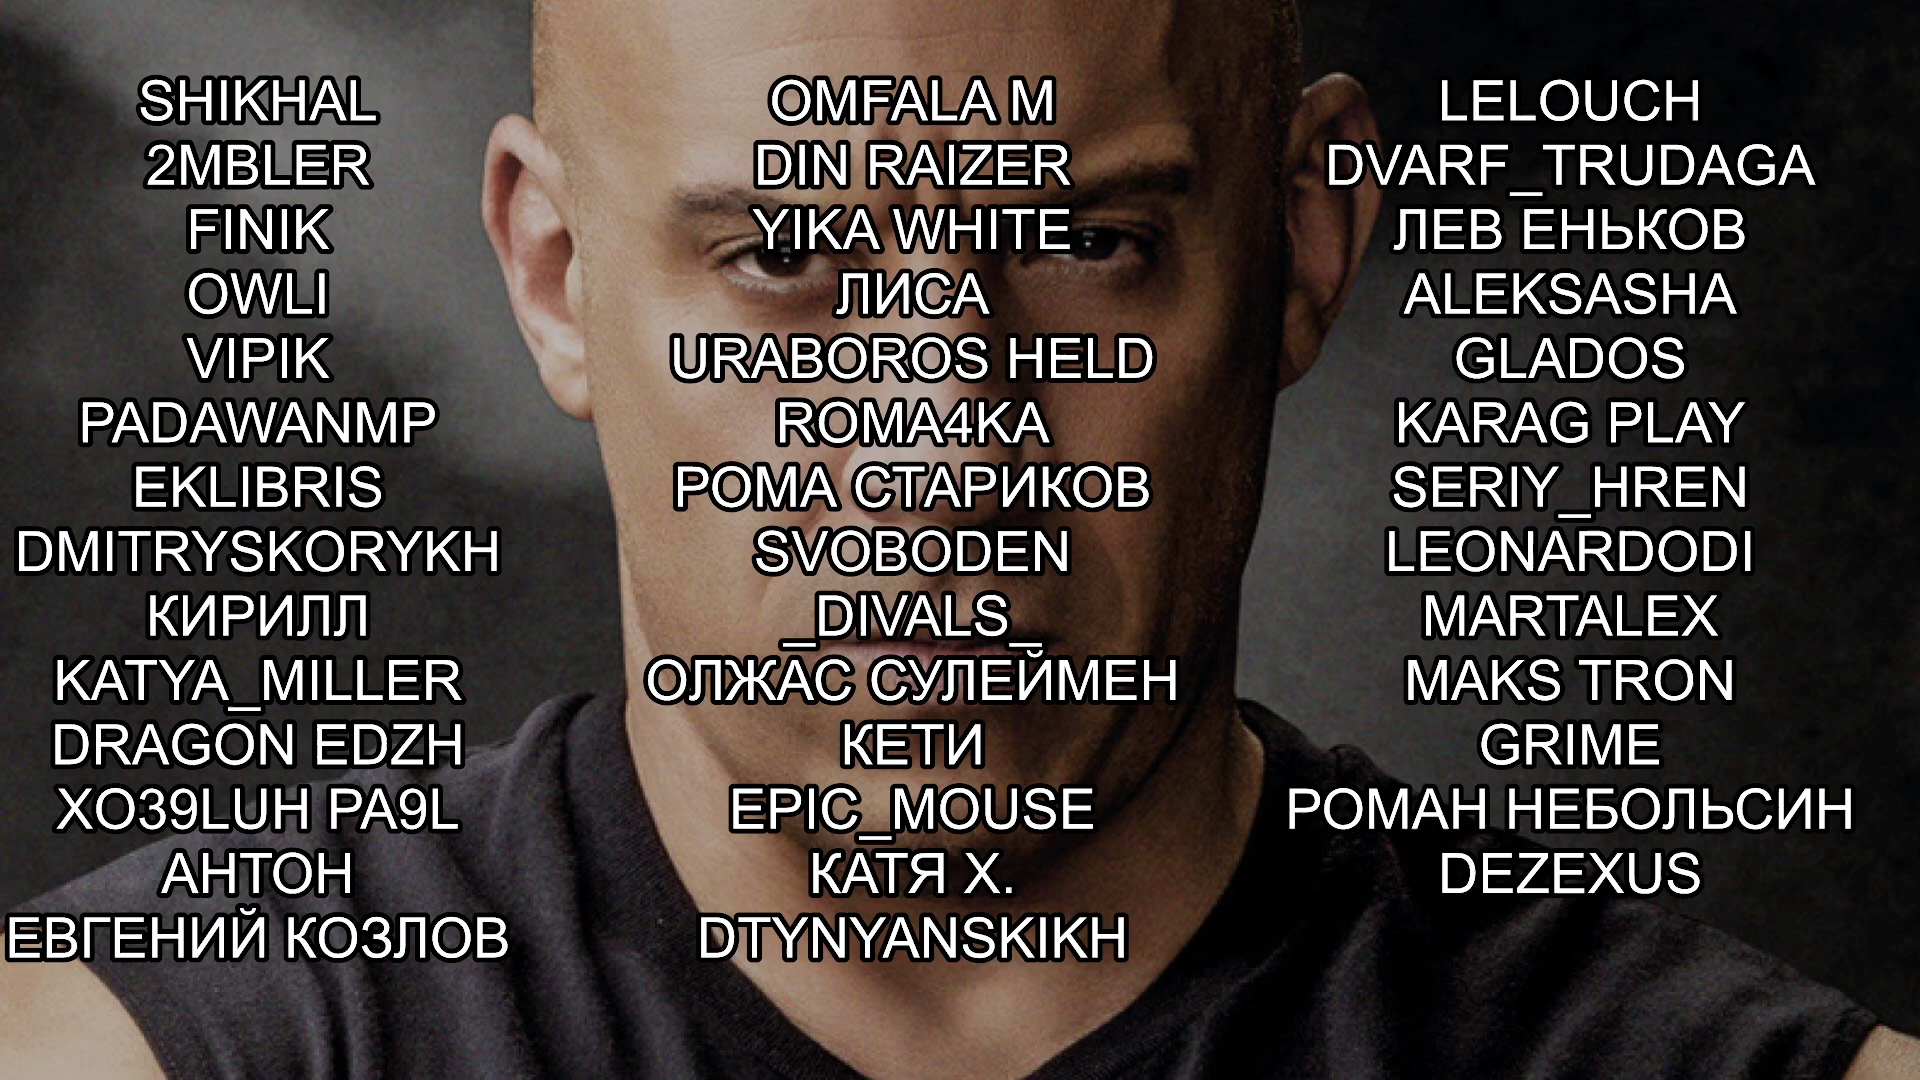 SHIKHAL
2MBLER
FINIK
OWLI
VIPIK
PADAWANMP
EKLIBRIS
DMITRYSKORYKH
КИРИЛЛ
KATYA_MILLER
DRAGON EDZH
XO39LUH PA9L
АНТОН
ЕВГЕНИЙ КОЗЛОВ
OMFALA M
DIN RAIZER
YIKA WHITE
ЛИСА
URABOROS HELD
ROMA4KA
РОМА СТАРИКОВ
SVOBODEN
_DIVALS_
ОЛЖАС СУЛЕЙМЕН
КЕТИ
EPIC_MOUSE
КАТЯ Х.
DTYNYANSKIKH
LELOUCH
DVARF_TRUDAGA
ЛЕВ ЕНЬКОВ
ALEKSASHA
GLADOS
KARAG PLAY
SERIY_HREN
LEONARDODI
MARTALEX
MAKS TRON
GRIME
РОМАН НЕБОЛЬСИН
DEZEXUS